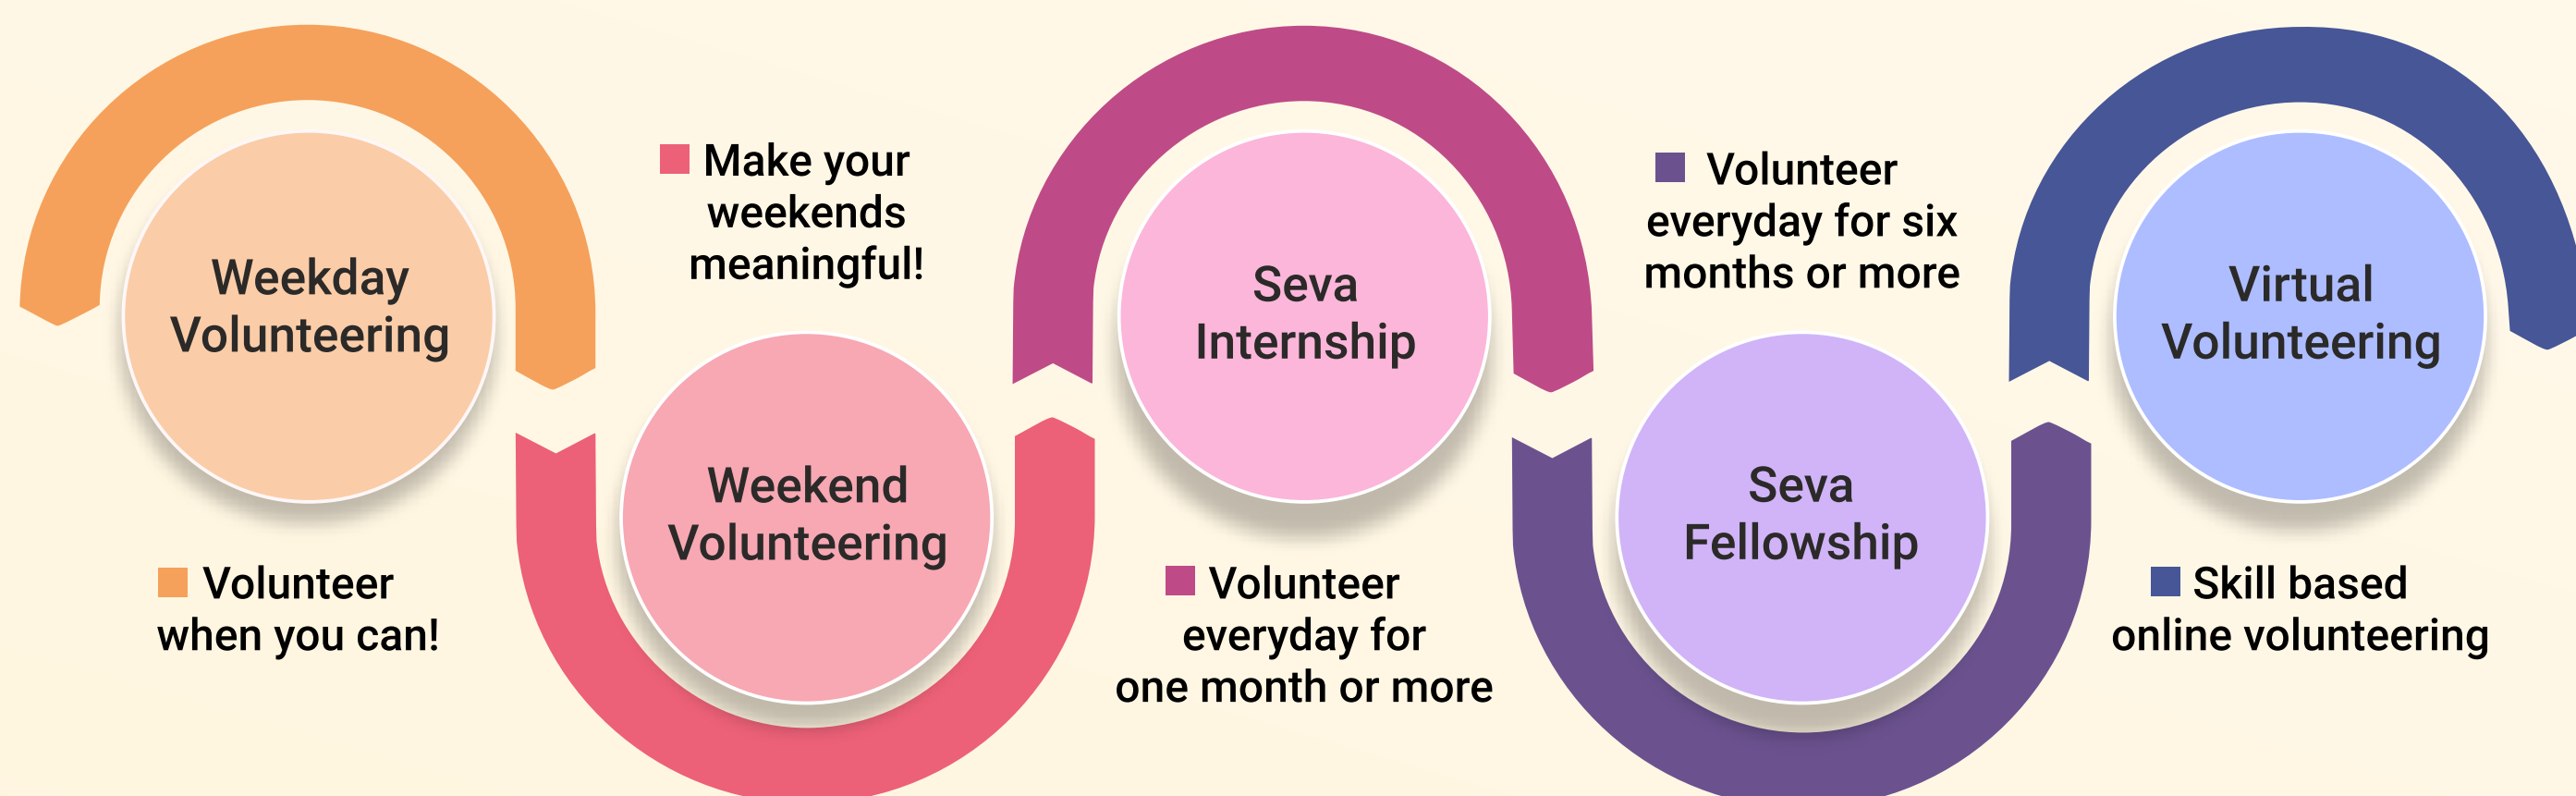 Weekday
Volunteering
Volunteer
when you can!
Make your
weekends
meaningful!
Weekend
Volunteering
Seva
Internship
Volunteer
everyday for
one month or more
Volunteer
everyday for six
months or more
Seva
Fellowship
Virtual
Volunteering
Skill based
online volunteering